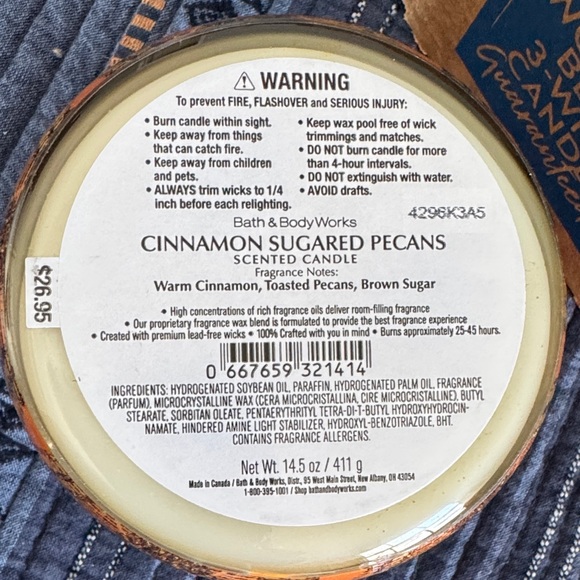 ⚠ WARNING
To prevent FIRE, FLASHOVER and SERIOUS INJURY:
• Burn candle within sight.
• Keep away from things
that can catch fire.
• Keep away from children
and pets.
• ALWAYS trim wicks to 1/4
inch before each relighting.
• Keep wax pool free of wick
trimmings and matches.
• DO NOT burn candle for more
than 4-hour intervals.
• DO NOT extinguish with water.
• AVOID drafts.
4296K3A5
Bath & Body Works
CINNAMON SUGARED PECANS
SCENTED CANDLE
Fragrance Notes:
Warm Cinnamon, Toasted Pecans, Brown Sugar
• High concentrations of rich fragrance oils deliver room-filling fragrance
• Our proprietary fragrance wax blend is formulated to provide the best fragrance experience
• Created with premium lead-free wicks • 100% Crafted with you in mind • Burns approximately 25-45 hours.
0 667659 321414
INGREDIENTS: HYDROGENATED SOYBEAN OIL, PARAFFIN, HYDROGENATED PALM OIL, FRAGRANCE
(PARFUM), MICROCRYSTALLINE WAX (CERA MICROCRISTALLINA, CIRE MICROCRISTALLINE), BUTYL
STEARATE, SORBITAN OLEATE, PENTAERYTHRITYL TETRA-DI-T-BUTYL HYDROXYHYDROCIN-
NAMATE, HINDERED AMINE LIGHT STABILIZER, HYDROXYL-BENZOTRIAZOLE, BHT.
CONTAINS FRAGRANCE ALLERGENS.
Net Wt. 14.5 oz / 411 g
Made in Canada / Bath & Body Works, Distr., 95 West Main Street, New Albany, OH 43054
1-800-395-1001 / Shop bathandbodyworks.com
$26.95
Guaranteed